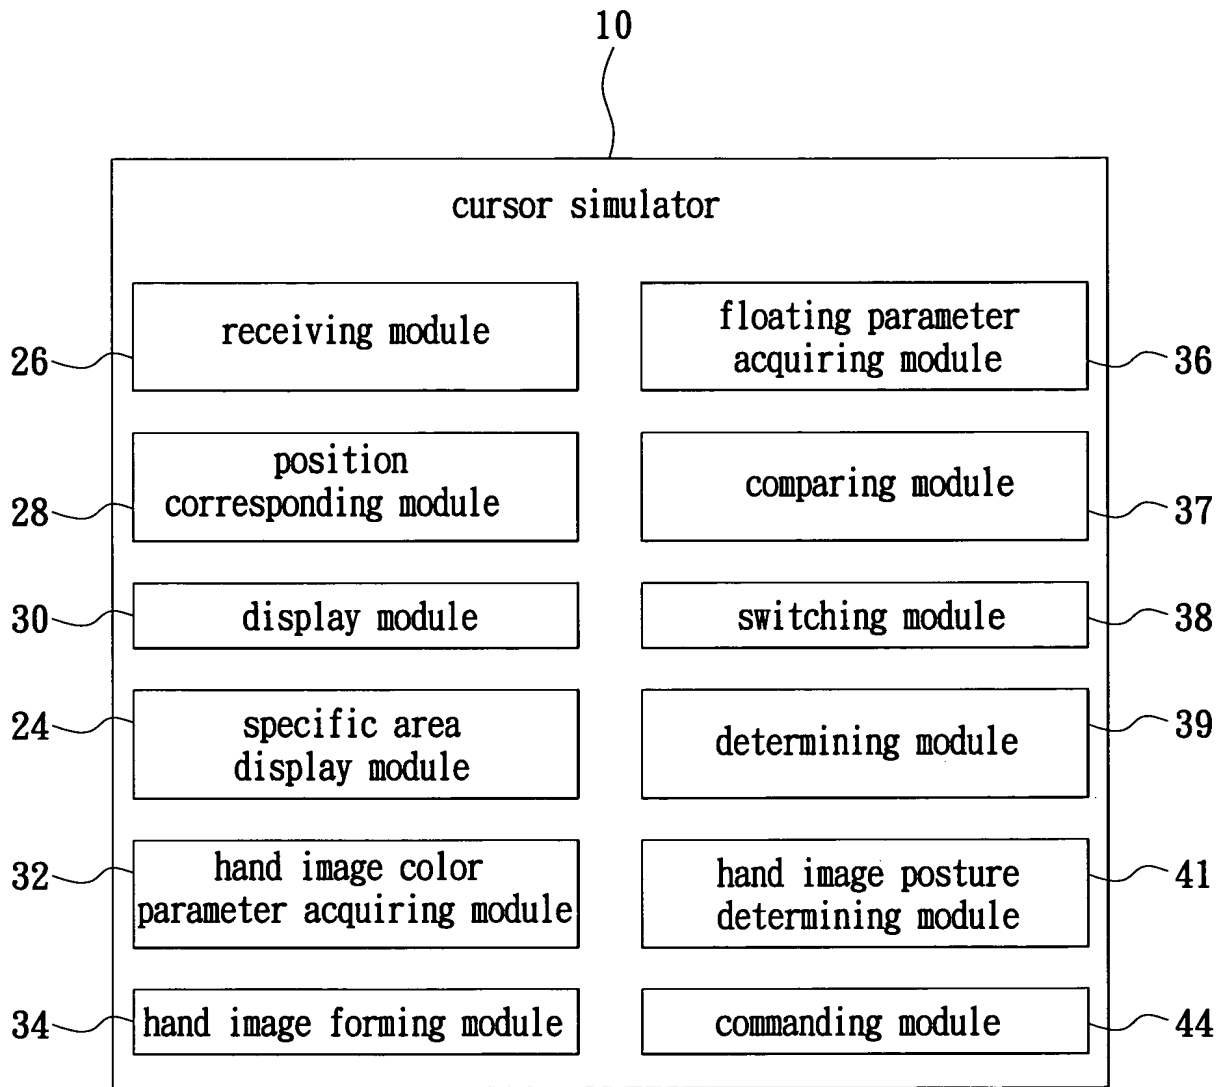 10
cursor simulator
receiving module
26
floating parameter
acquiring module
36
position
corresponding module
28
comparing module
37
display module
30
switching module
38
specific area
display module
24
determining module
39
hand image color
parameter acquiring module
32
hand image posture
determining module
41
hand image forming module
34
commanding module
44